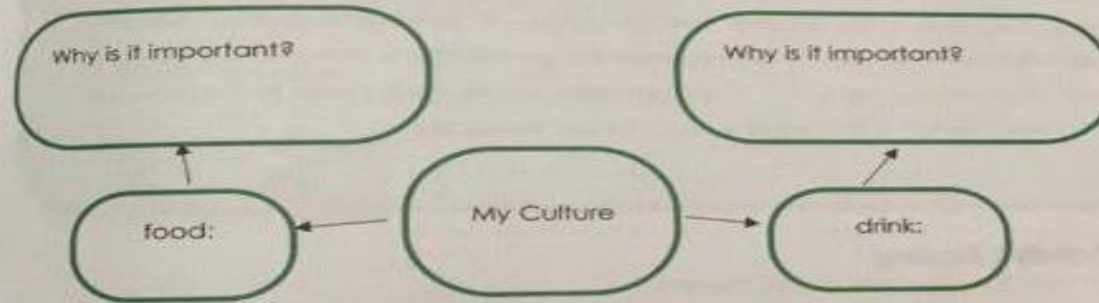 Why is it important?
Why is it important?
food:
My Culture
drink: